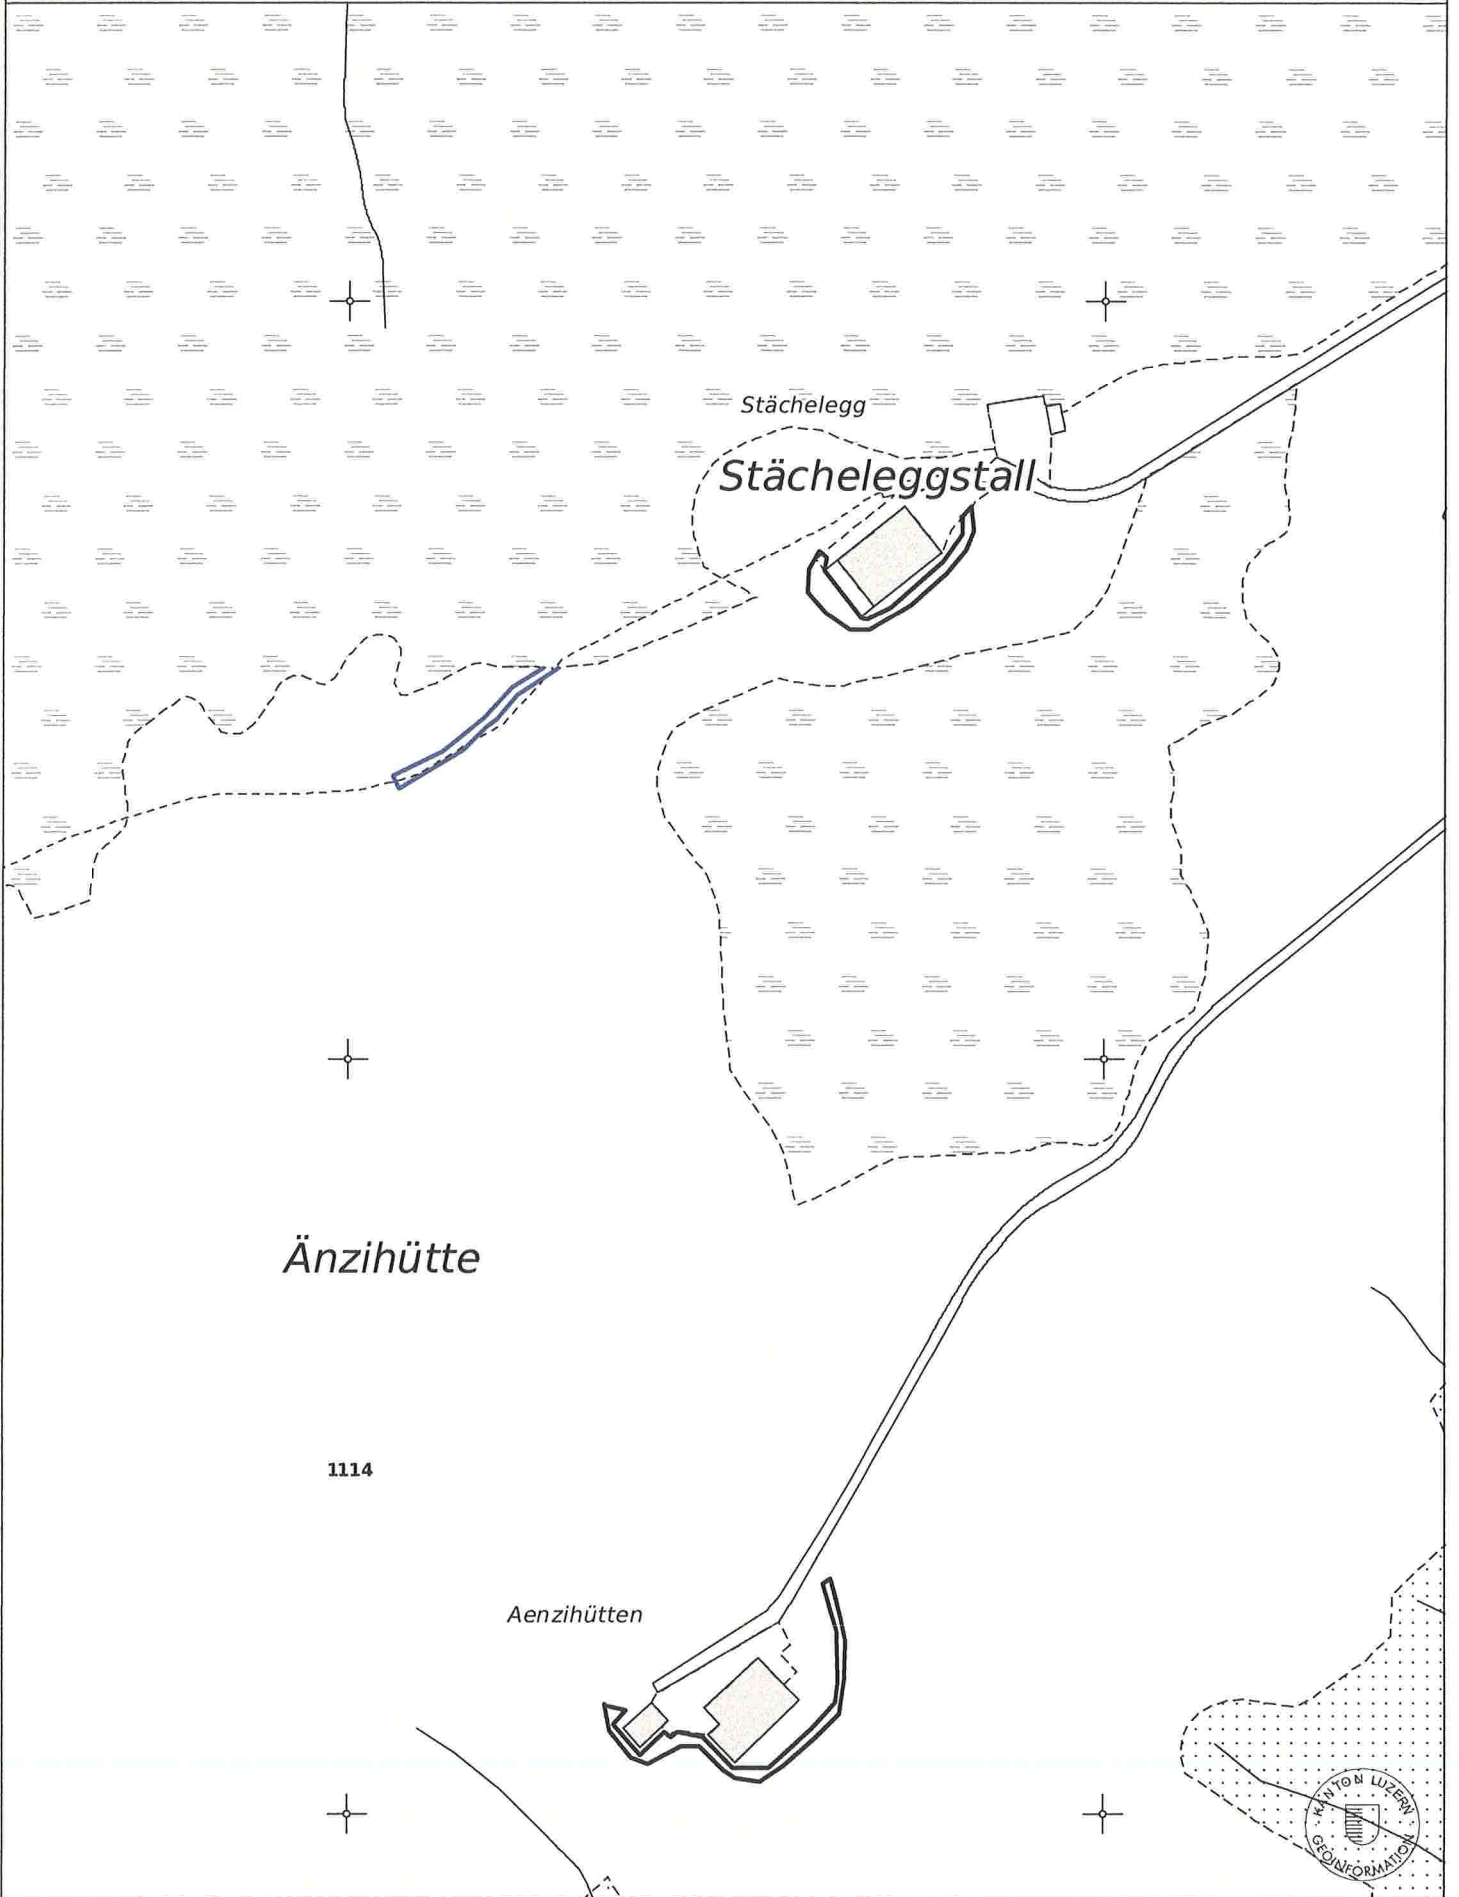 Stächelegg
Stächeleggstall
Änzihütte
1114
Aenzihütten
KANTON LUZERN
GEOINFORMATION